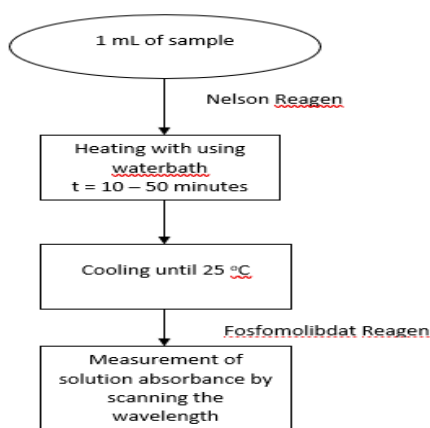 1 mL of sample
Nelson Reagen
Heating with using
waterbath
t = 10 – 50 minutes
Cooling until 25 °C
Fosfomolibdat Reagen
Measurement of
solution absorbance by
scanning the
wavelength